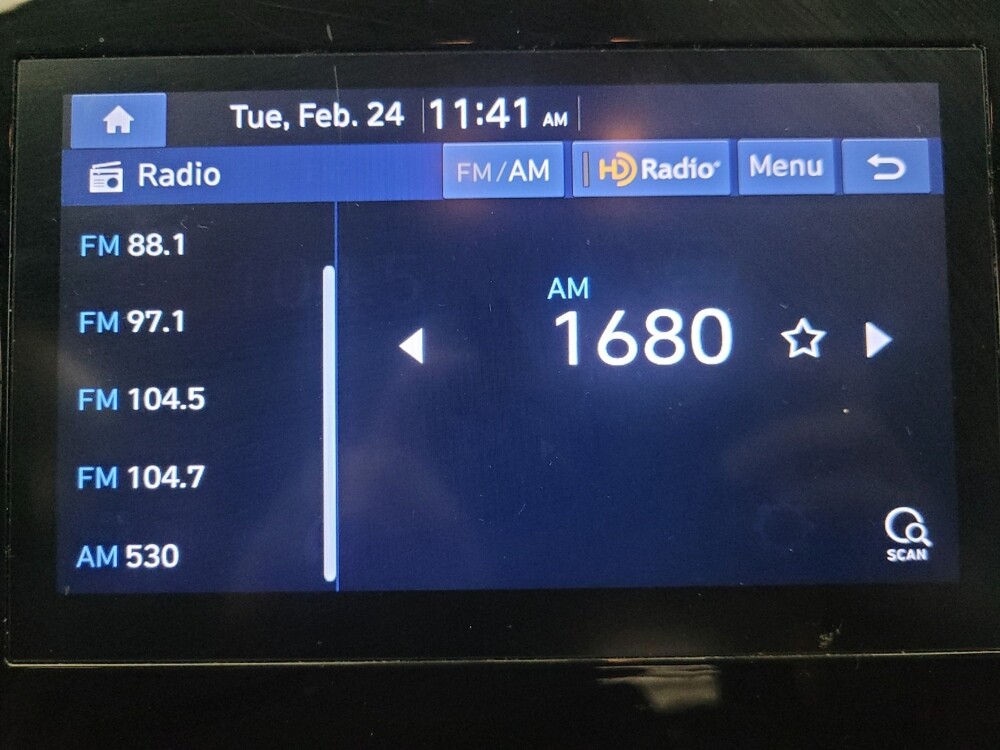 Tue, Feb. 24 11:41 AM
Radio FM/AM HD Radio® Menu
FM 88.1
FM 97.1
FM 104.5
FM 104.7
AM 530
AM
1680
SCAN